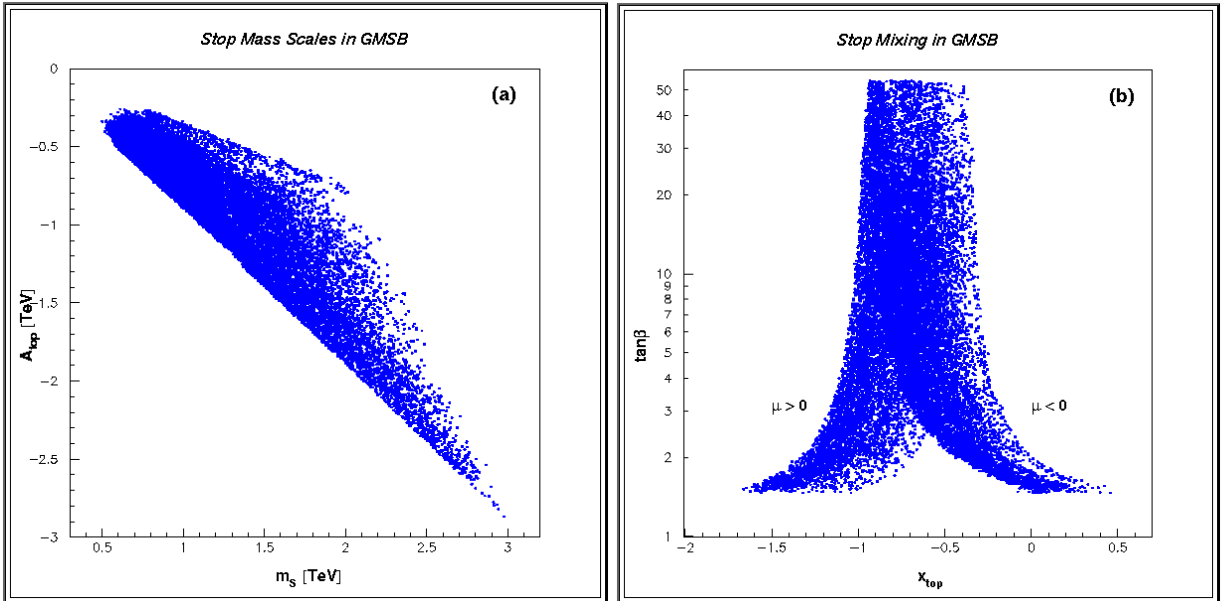 Stop Mass Scales in GMSB
(a)
0
−0.5
−1
−1.5
−2
−2.5
−3
A_top [TeV]
0.5 1 1.5 2 2.5 3
m_S [TeV]
Stop Mixing in GMSB
(b)
50
40
30
20
10
9
8
7
6
5
4
3
2
1
tanβ
μ > 0
μ < 0
−2 −1.5 −1 −0.5 0 0.5
x_top